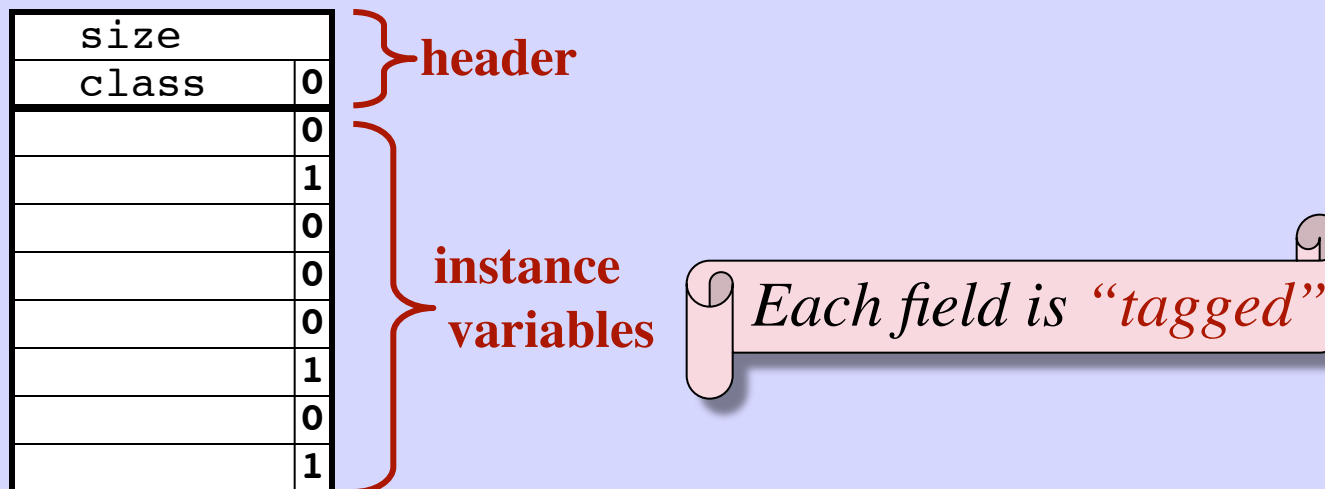 size
header
class 0
0
1
0
0
instance
0
variables
Each field is “tagged”
1
0
1